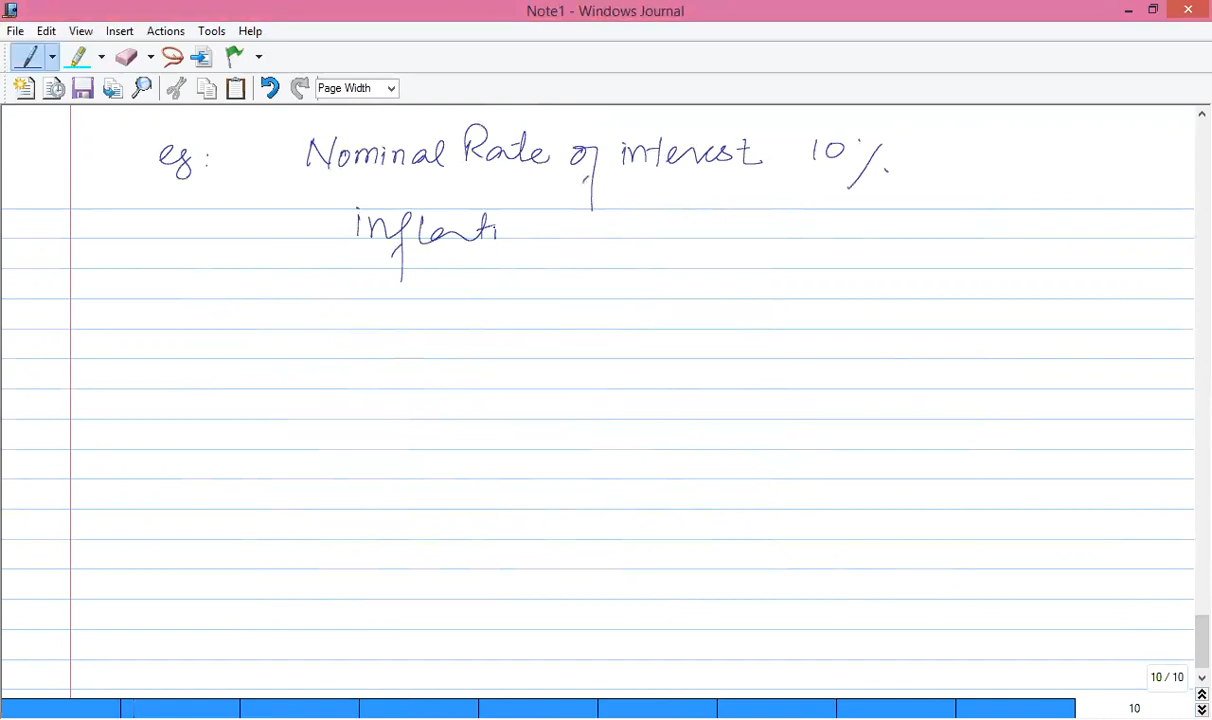 Note1 - Windows Journal
File Edit View Insert Actions Tools Help
Page Width
eg: Nominal Rate of interest 10%.
inflati
10 / 10
10